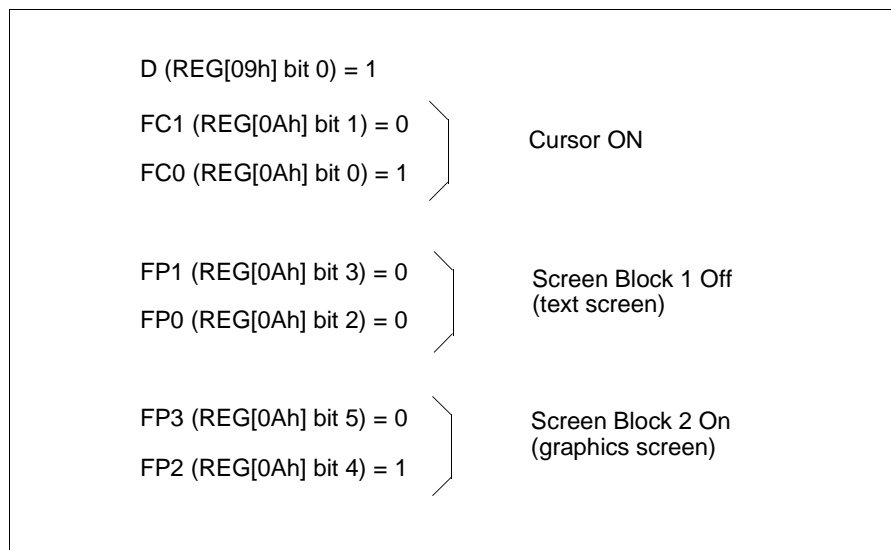 D (REG[09h] bit 0) = 1
FC1 (REG[0Ah] bit 1) = 0
FC0 (REG[0Ah] bit 0) = 1
Cursor ON
FP1 (REG[0Ah] bit 3) = 0
FP0 (REG[0Ah] bit 2) = 0
Screen Block 1 Off
(text screen)
FP3 (REG[0Ah] bit 5) = 0
FP2 (REG[0Ah] bit 4) = 1
Screen Block 2 On
(graphics screen)